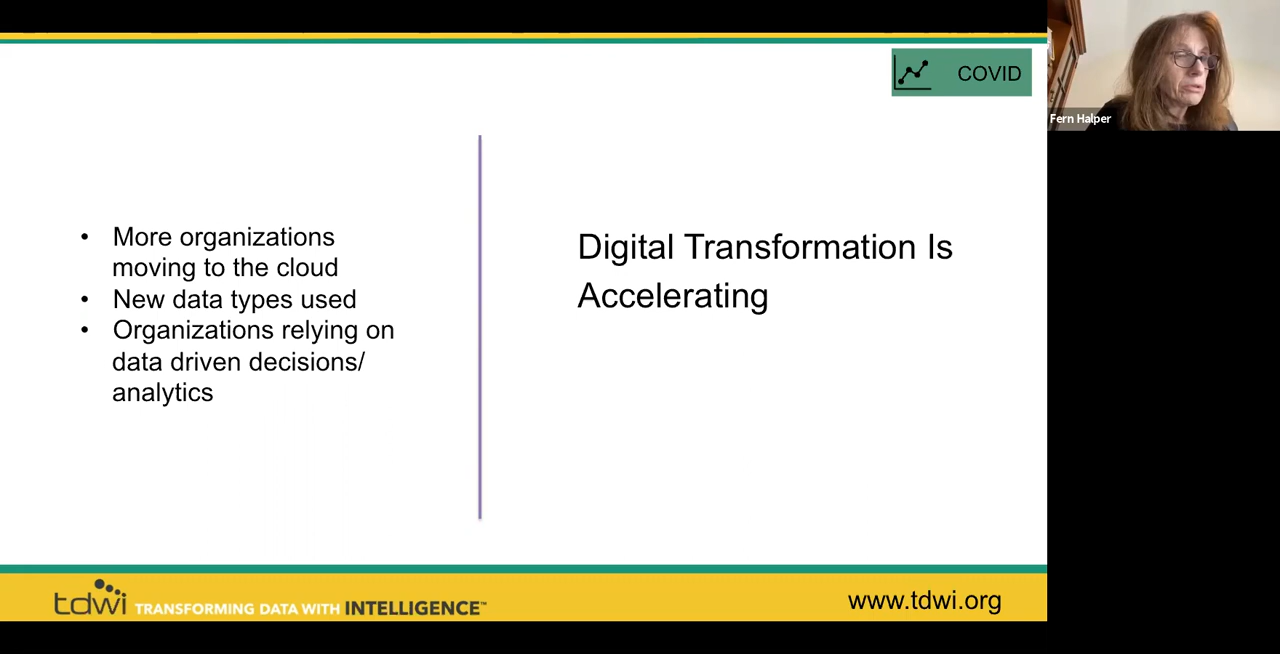 COVID
Fern Halper
• More organizations
moving to the cloud
• New data types used
• Organizations relying on
data driven decisions/
analytics
Digital Transformation Is
Accelerating
tdwi TRANSFORMING DATA WITH INTELLIGENCE™
www.tdwi.org